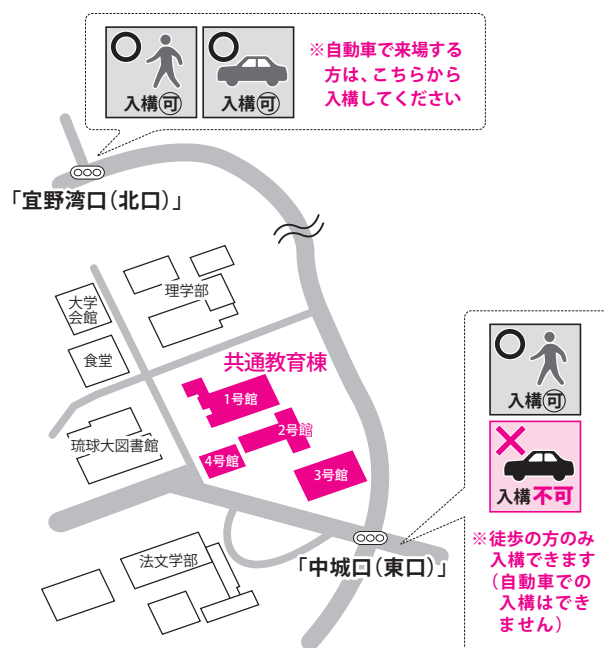 入構可
入構可
※自動車で来場する
方は、こちらから
入構してください
「宜野湾口（北口）」
理学部
大学
会館
食堂
共通教育棟
1号館
2号館
4号館
3号館
琉球大図書館
法文学部
「中城口（東口）」
入構可
入構不可
※徒歩の方のみ
入構できます
（自動車での
入構はでき
ません）